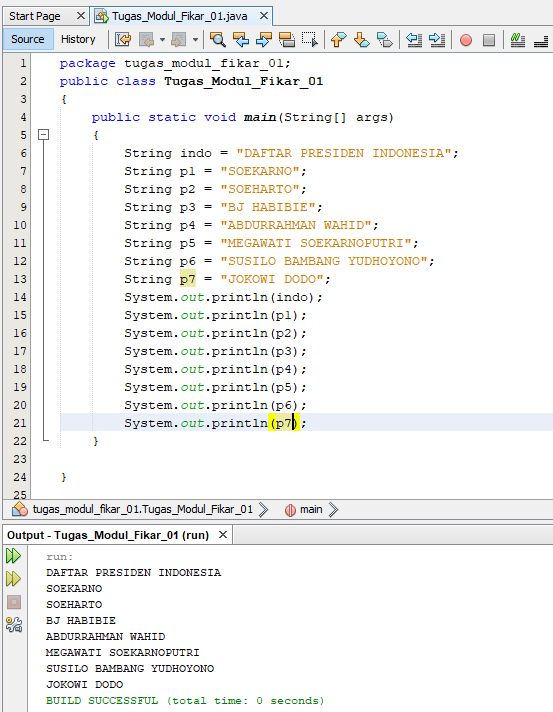 Start Page
Tugas_Modul_Fikar_01.java
Source
History
1 package tugas_modul_fikar_01;
2 public class Tugas_Modul_Fikar_01
3 {
4 public static void main(String[] args)
5 {
6 String indo = "DAFTAR PRESIDEN INDONESIA";
7 String p1 = "SOEKARNO";
8 String p2 = "SOEHARTO";
9 String p3 = "BJ HABIBIE";
10 String p4 = "ABDURRAHMAN WAHID";
11 String p5 = "MEGAWATI SOEKARNOPUTRI";
12 String p6 = "SUSILO BAMBANG YUDHOYONO";
13 String p7 = "JOKOWI DODO";
14 System.out.println(indo);
15 System.out.println(p1);
16 System.out.println(p2);
17 System.out.println(p3);
18 System.out.println(p4);
19 System.out.println(p5);
20 System.out.println(p6);
21 System.out.println(p7);
22 }
23
24 }
25
tugas_modul_fikar_01.Tugas_Modul_Fikar_01
main
Output - Tugas_Modul_Fikar_01 (run)
run:
DAFTAR PRESIDEN INDONESIA
SOEKARNO
SOEHARTO
BJ HABIBIE
ABDURRAHMAN WAHID
MEGAWATI SOEKARNOPUTRI
SUSILO BAMBANG YUDHOYONO
JOKOWI DODO
BUILD SUCCESSFUL (total time: 0 seconds)